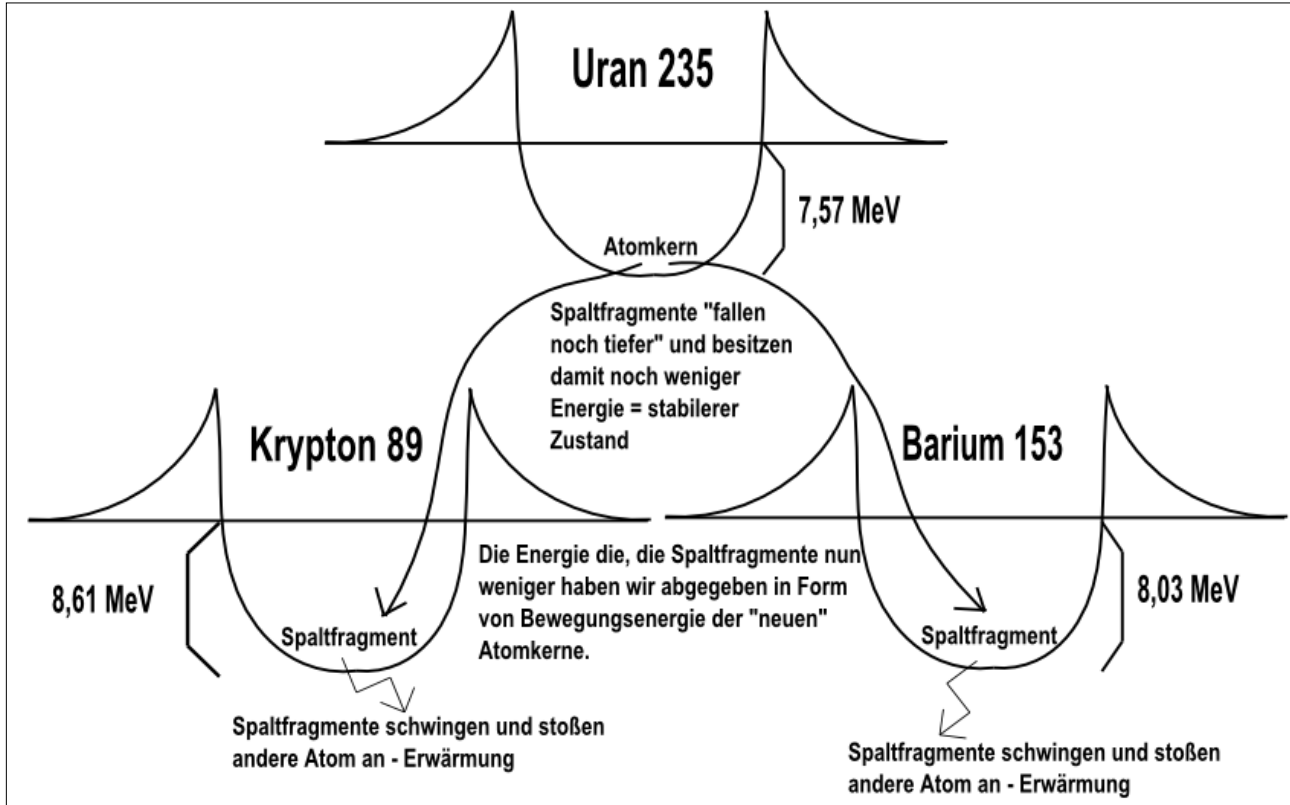 Uran 235
7,57 MeV
Atomkern
Spaltfragmente "fallen
noch tiefer" und besitzen
damit noch weniger
Energie = stabilerer
Zustand
Krypton 89
Barium 153
Die Energie die, die Spaltfragmente nun
weniger haben wir abgegeben in Form
von Bewegungsenergie der "neuen"
Atomkerne.
8,61 MeV
8,03 MeV
Spaltfragment
Spaltfragment
Spaltfragmente schwingen und stoßen
andere Atom an - Erwärmung
Spaltfragmente schwingen und stoßen
andere Atom an - Erwärmung